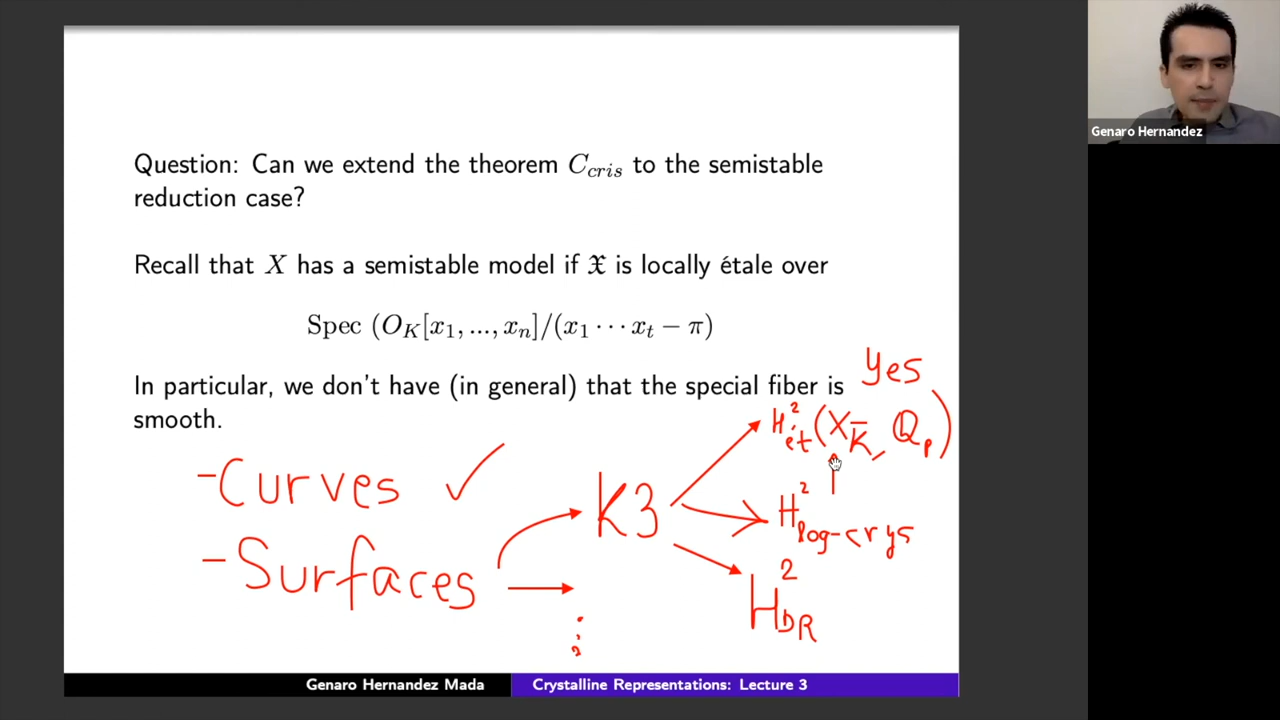 Genaro Hernandez
Question: Can we extend the theorem C_cris to the semistable
reduction case?
Recall that X has a semistable model if 𝔛 is locally étale over
Spec (O_K[x_1, ..., x_n]/(x_1 ⋯ x_t − π)
In particular, we don't have (in general) that the special fiber is
smooth.
Yes
H^2_ét(X_K̅, Q_p)
- Curves ✓
K3
H^2_log-crys
- Surfaces
H^2_DR
Genaro Hernandez Mada
Crystalline Representations: Lecture 3